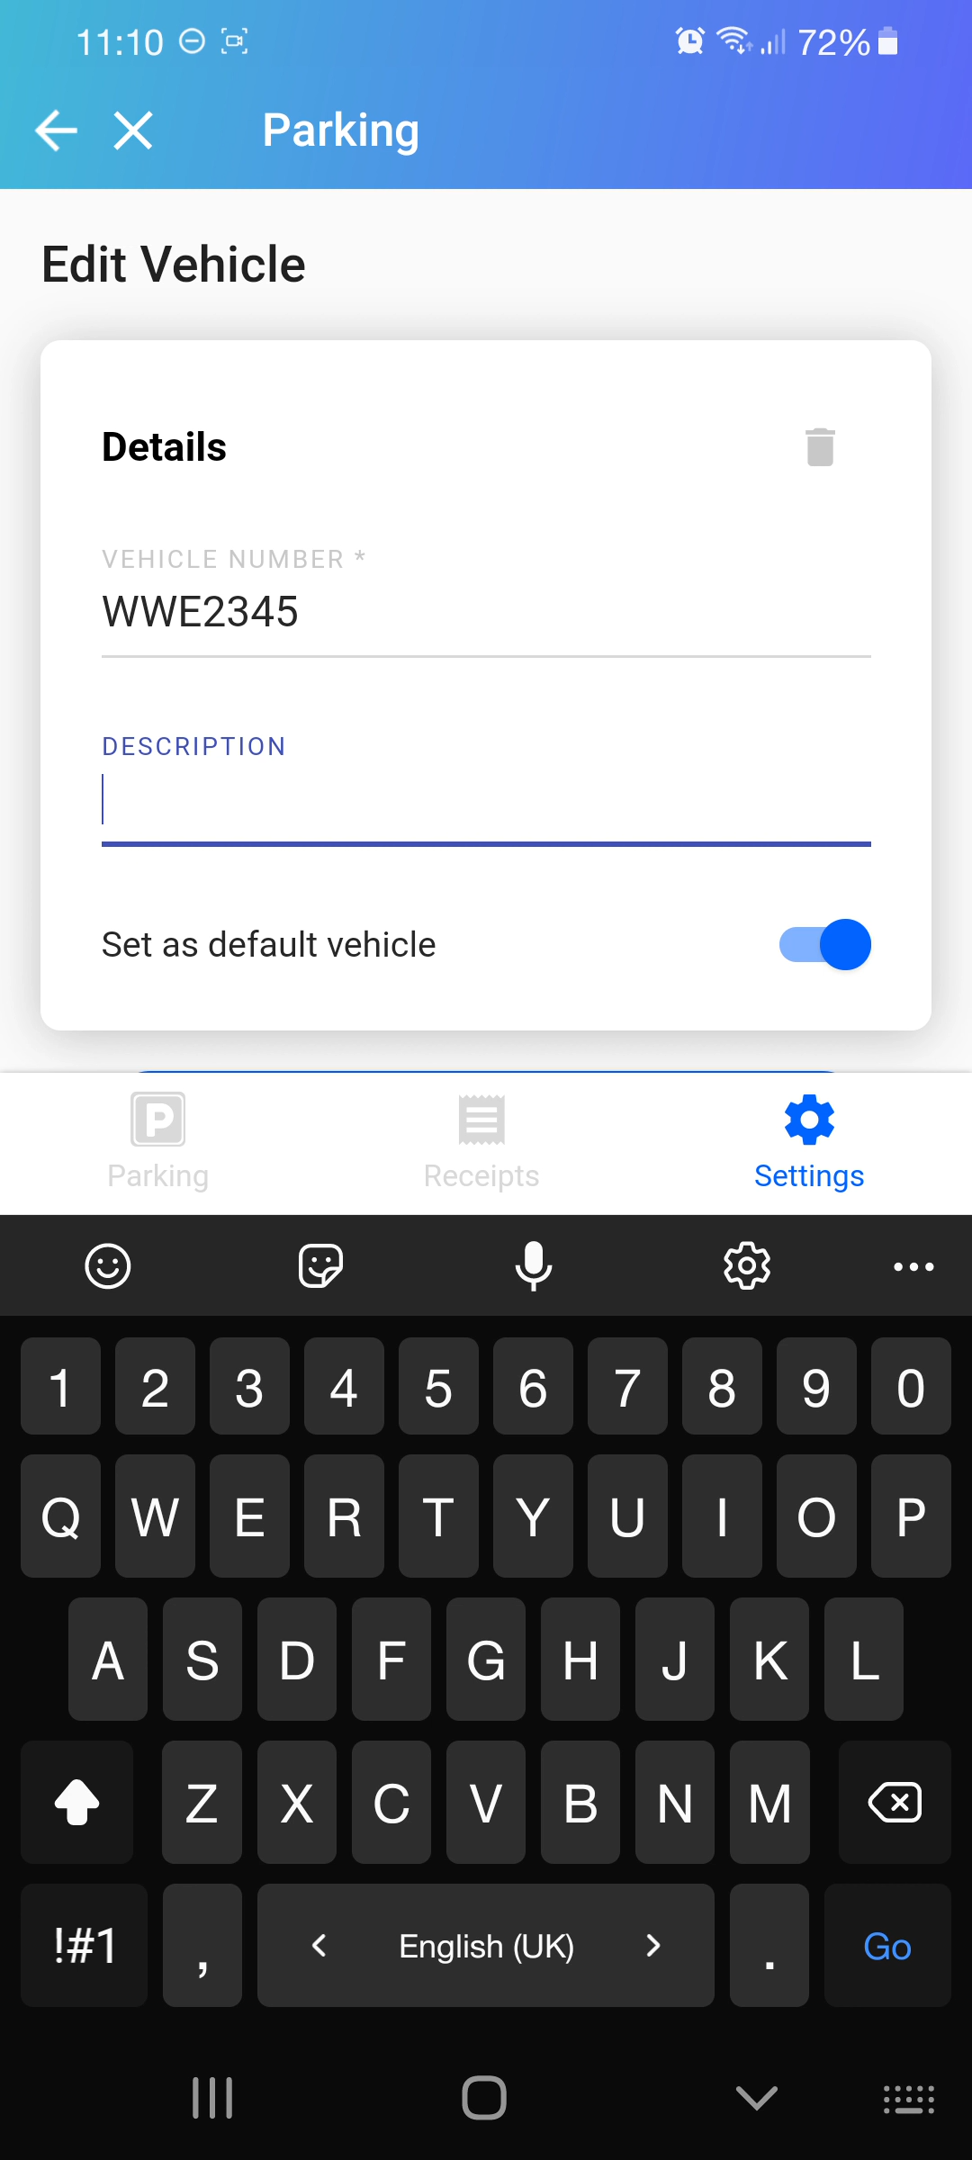 11:10
72%
Parking
Edit Vehicle
Details
VEHICLE NUMBER *
WWE2345
DESCRIPTION
Set as default vehicle
P
Parking
Receipts
Settings
1 2 3 4 5 6 7 8 9 0
Q W E R T Y U I O P
A S D F G H J K L
Z X C V B N M
!#1 , < English (UK) > . Go